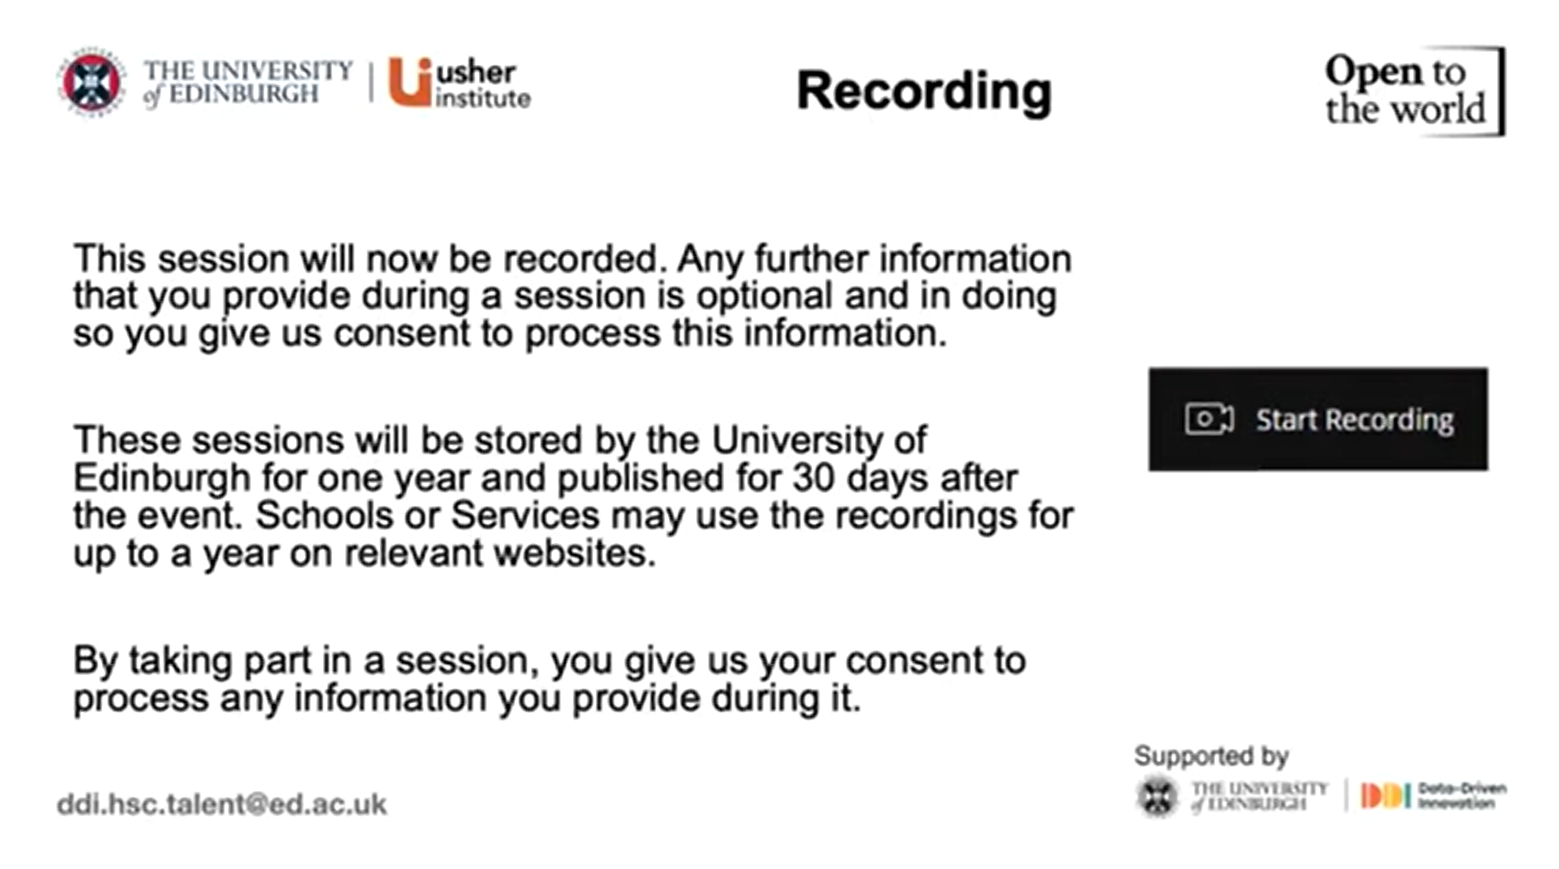 THE UNIVERSITY
of EDINBURGH
usher
institute
Recording
Open to
the world
This session will now be recorded. Any further information
that you provide during a session is optional and in doing
so you give us consent to process this information.
These sessions will be stored by the University of
Edinburgh for one year and published for 30 days after
the event. Schools or Services may use the recordings for
up to a year on relevant websites.
Start Recording
By taking part in a session, you give us your consent to
process any information you provide during it.
ddi.hsc.talent@ed.ac.uk
Supported by
THE UNIVERSITY
of EDINBURGH
DDI
Data-Driven
Innovation